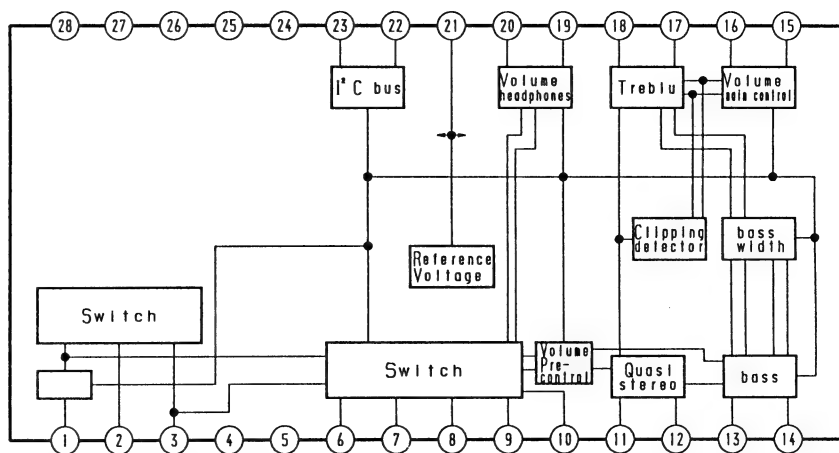 28 27 26 25 24 23 22 21 20 19 18 17 16 15
I²C bus
Volume
headphones
Treblu
Volume
main control
Clipping
detector
bass
width
Reference
Voltage
Switch
Switch
Volume
Pre-
control
Quasi
stereo
bass
1 2 3 4 5 6 7 8 9 10 11 12 13 14